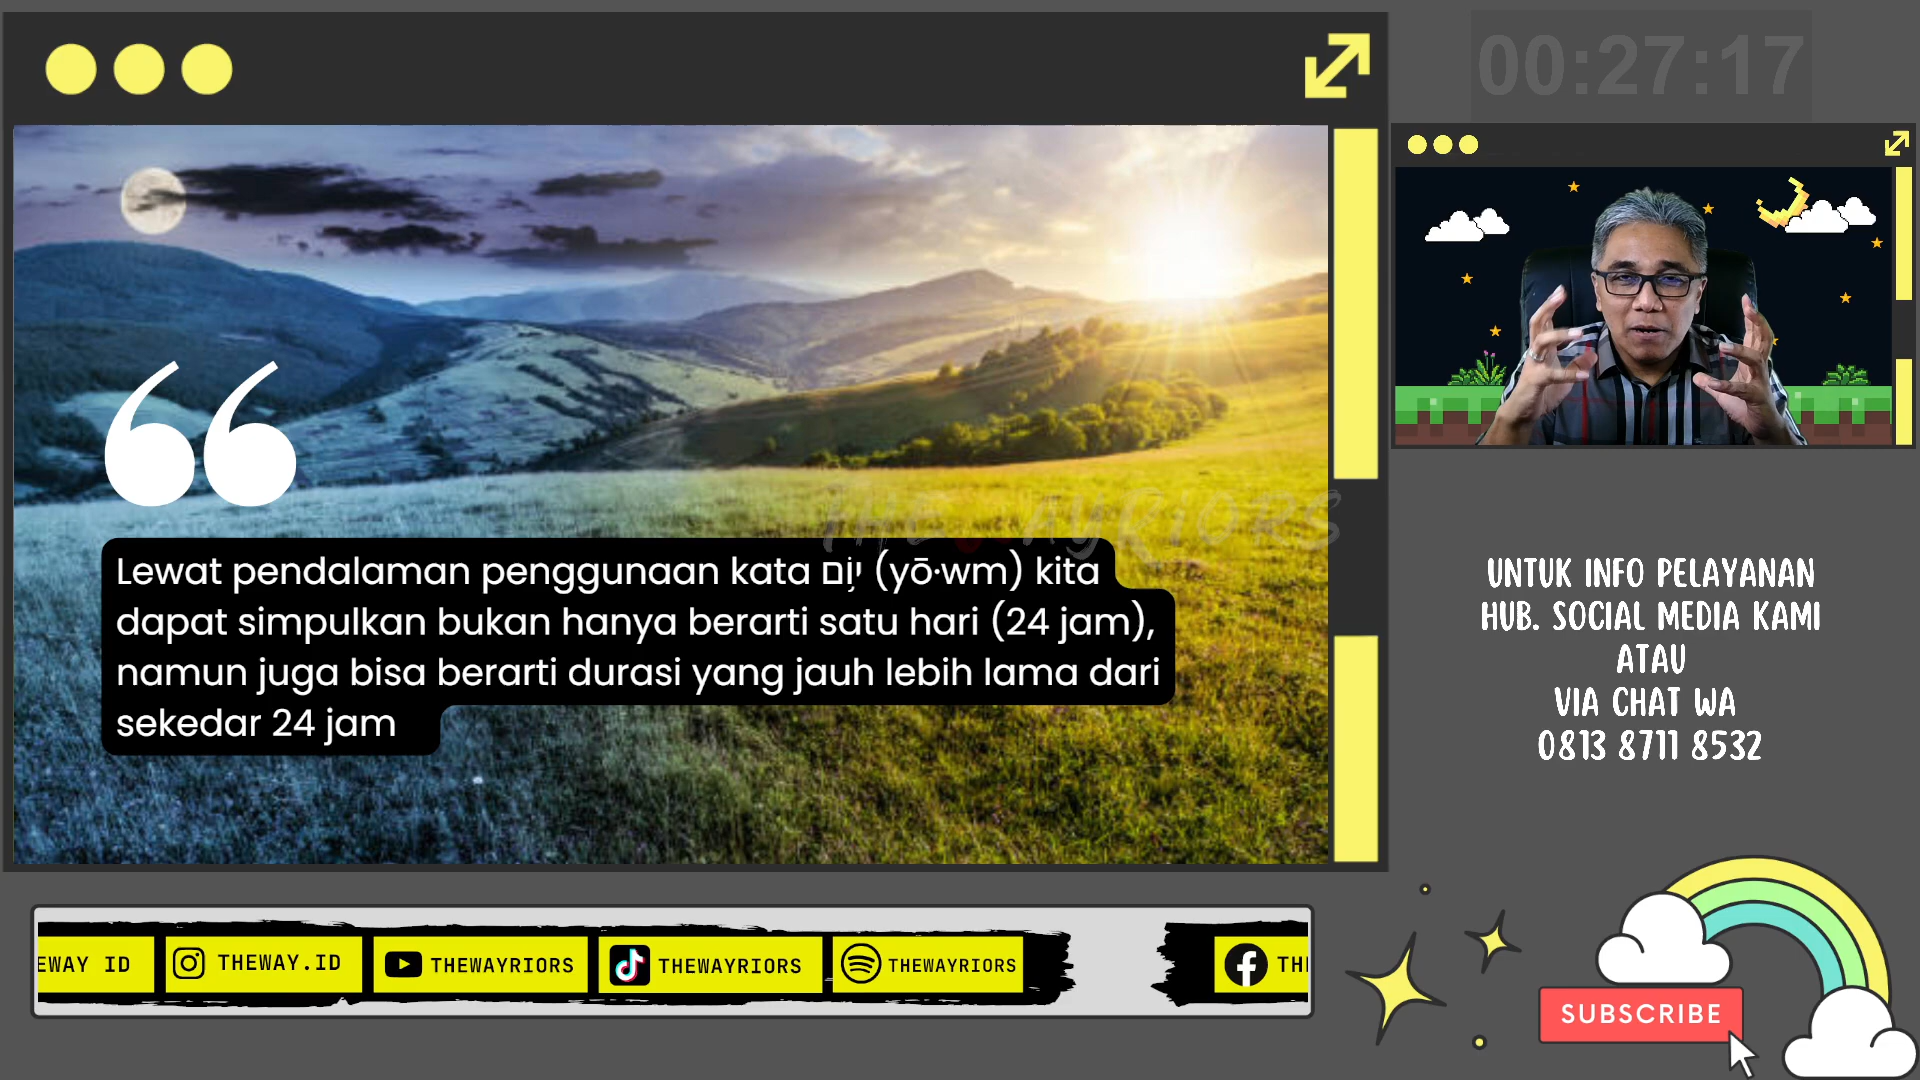 00:27:17
THEWAYRIORS
Lewat pendalaman penggunaan kata יוֹם (yō·wm) kita
dapat simpulkan bukan hanya berarti satu hari (24 jam),
namun juga bisa berarti durasi yang jauh lebih lama dari
sekedar 24 jam
UNTUK INFO PELAYANAN
HUB. SOCIAL MEDIA KAMI
ATAU
VIA CHAT WA
0813 8711 8532
EWAY ID THEWAY.ID THEWAYRIORS THEWAYRIORS THEWAYRIORS TH
SUBSCRIBE